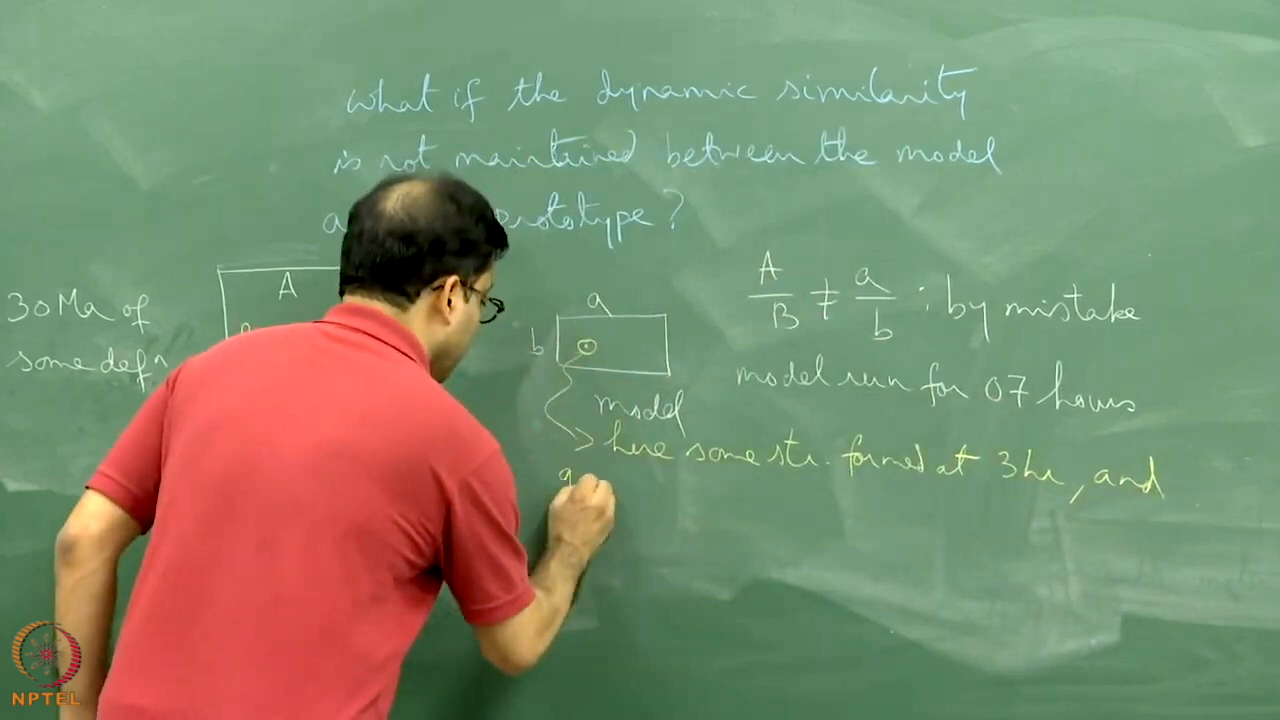 what if the dynamic similarity
is not maintained between the model
a prototype ?
30 Ma of
some defⁿ
A
a
b
model
A/B ≠ a/b : by mistake
model run for 07 hours
here some str. formed at 3 hr, and
NPTEL